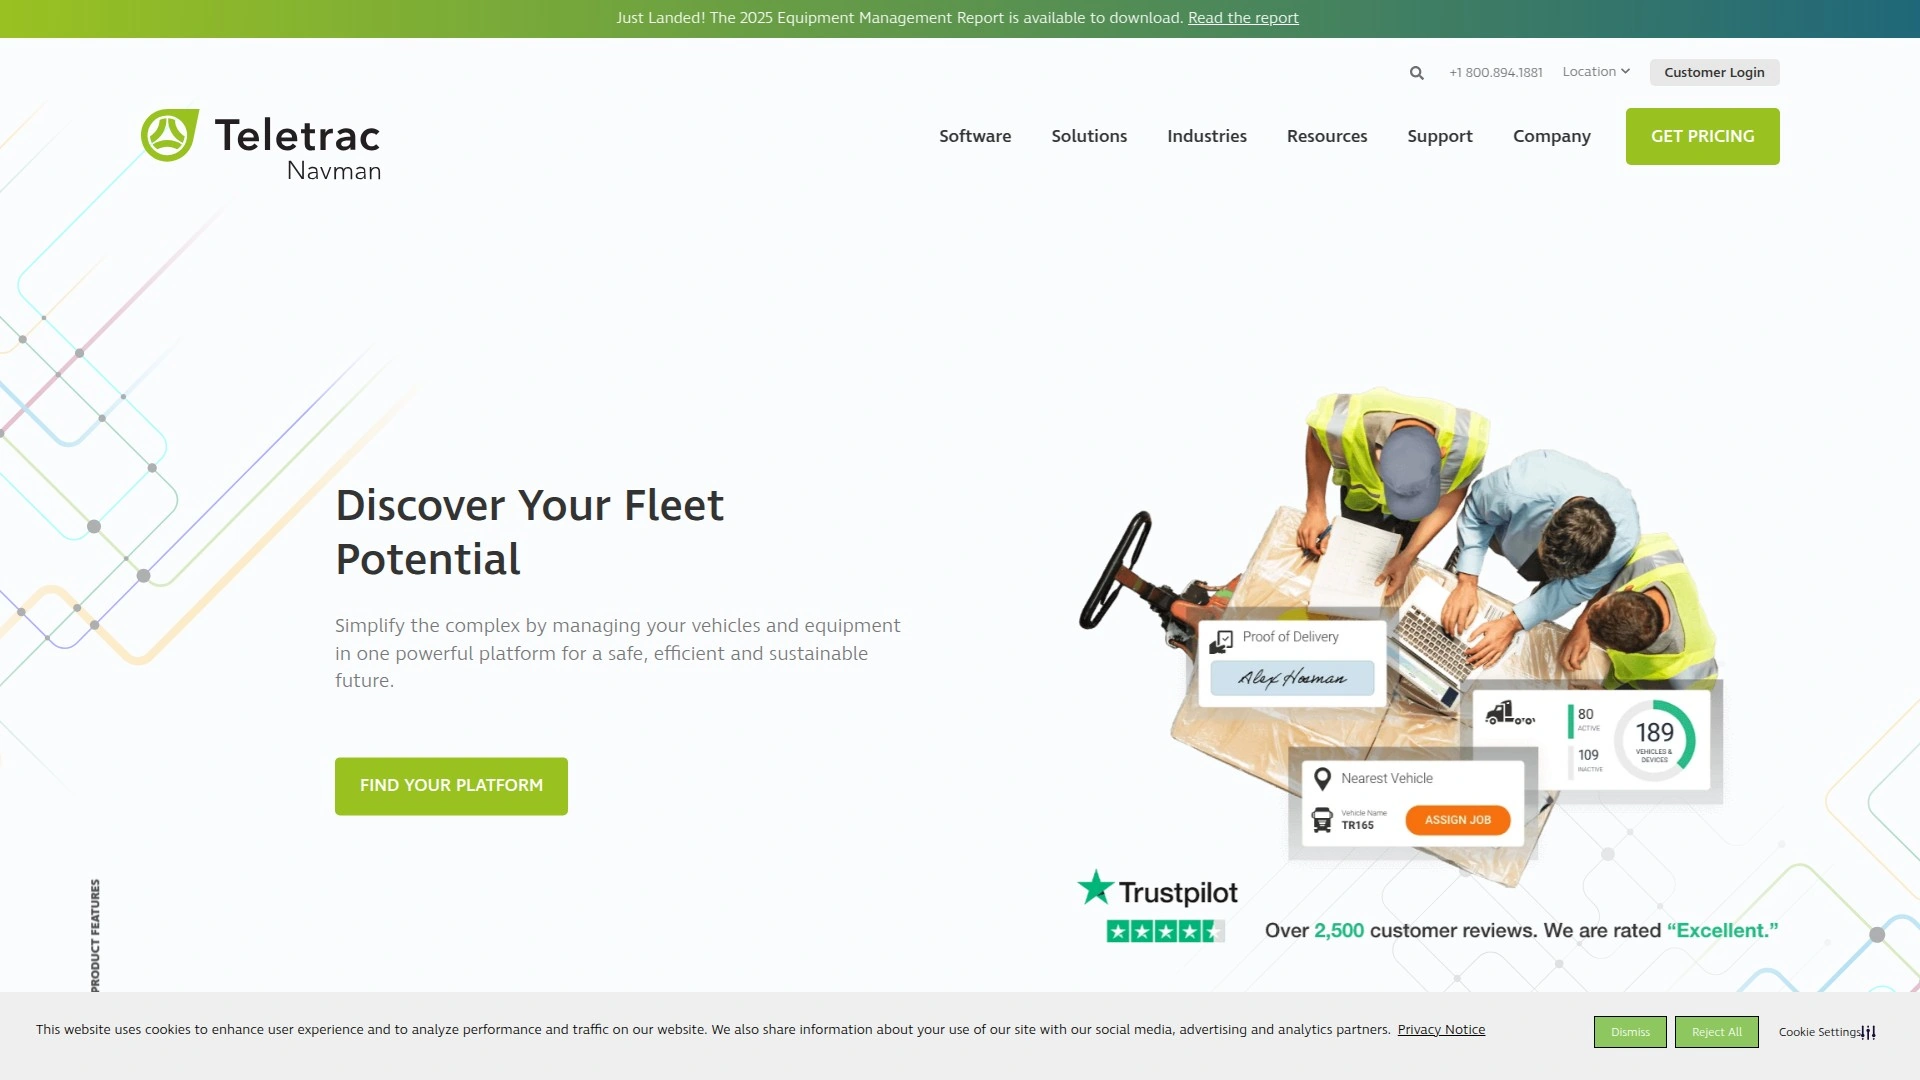 Just Landed! The 2025 Equipment Management Report is available to download. Read the report
+1 800.894.1881 Location Customer Login
Teletrac
Navman
Software Solutions Industries Resources Support Company GET PRICING
Discover Your Fleet
Potential
Simplify the complex by managing your vehicles and equipment
in one powerful platform for a safe, efficient and sustainable
future.
FIND YOUR PLATFORM
Proof of Delivery
Alex Hosman
80
ACTIVE
109
INACTIVE
189
VEHICLES &
DEVICES
Nearest Vehicle
Vehicle Name
TR165
ASSIGN JOB
Trustpilot
Over 2,500 customer reviews. We are rated “Excellent.”
PRODUCT FEATURES
This website uses cookies to enhance user experience and to analyze performance and traffic on our website. We also share information about your use of our site with our social media, advertising and analytics partners. Privacy Notice
Dismiss Reject All Cookie Settings